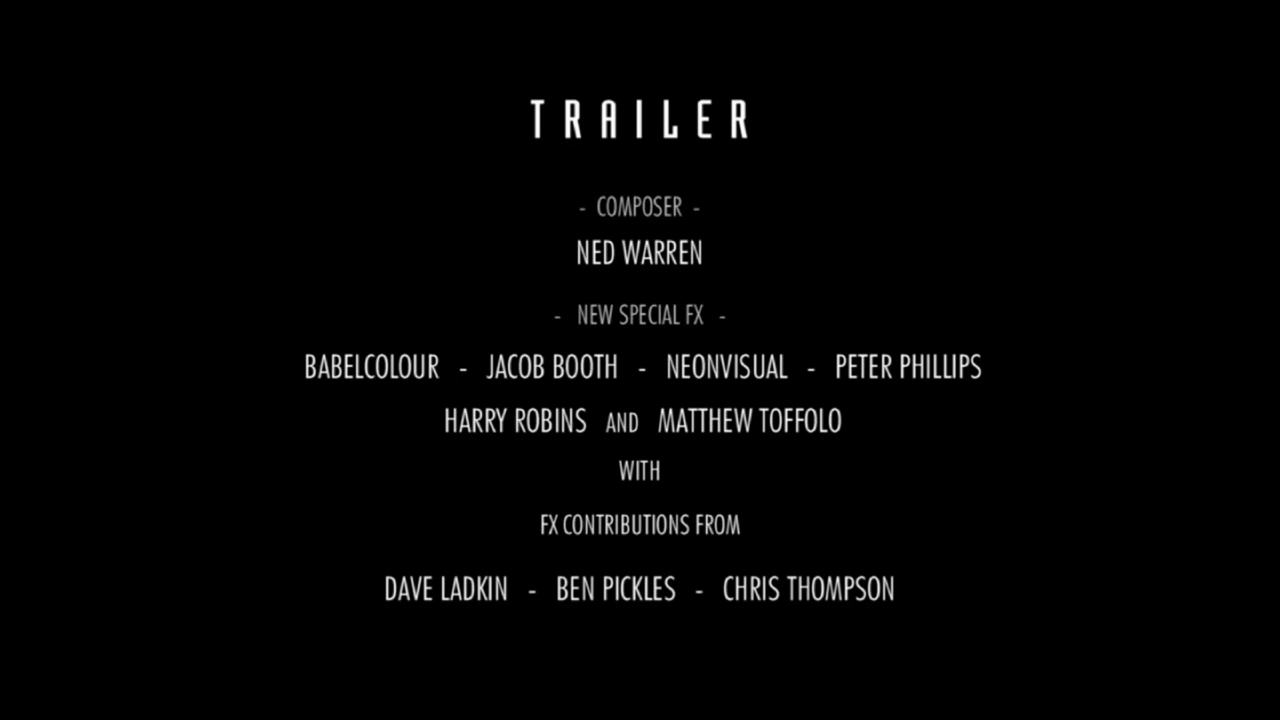 TRAILER
- COMPOSER -
NED WARREN
- NEW SPECIAL FX -
BABELCOLOUR - JACOB BOOTH - NEONVISUAL - PETER PHILLIPS
HARRY ROBINS AND MATTHEW TOFFOLO
WITH
FX CONTRIBUTIONS FROM
DAVE LADKIN - BEN PICKLES - CHRIS THOMPSON